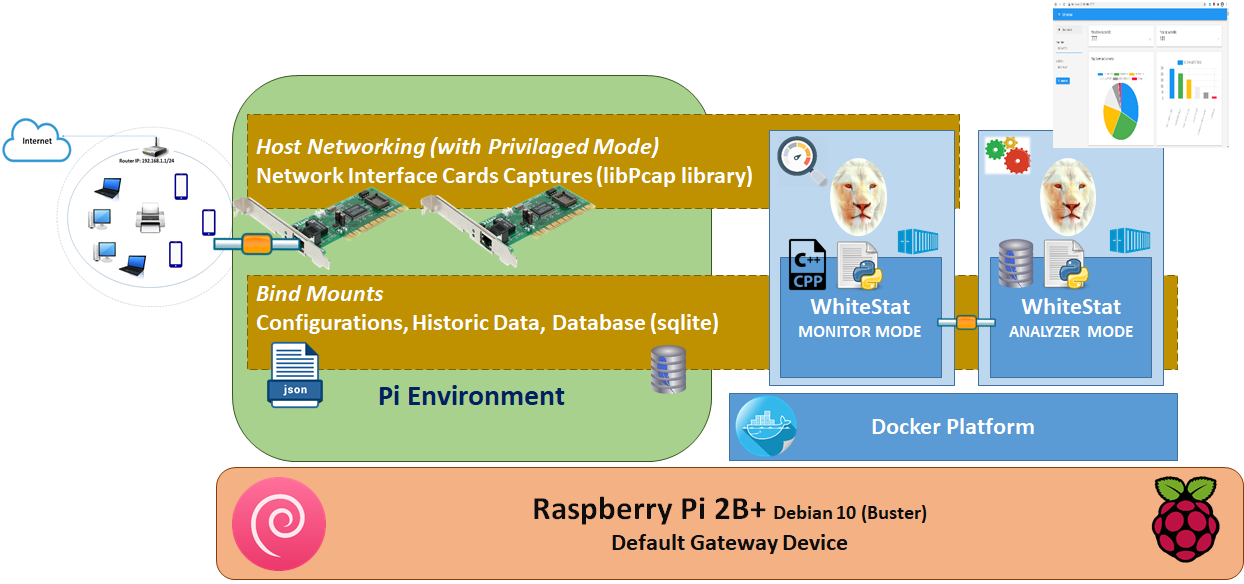 Internet
Router IP: 192.168.1.1/24
Host Networking (with Privilaged Mode)
Network Interface Cards Captures (libPcap library)
Bind Mounts
Configurations, Historic Data, Database (sqlite)
json
Pi Environment
C++
CPP
WhiteStat
MONITOR MODE
WhiteStat
ANALYZER MODE
Docker Platform
Raspberry Pi 2B+ Debian 10 (Buster)
Default Gateway Device